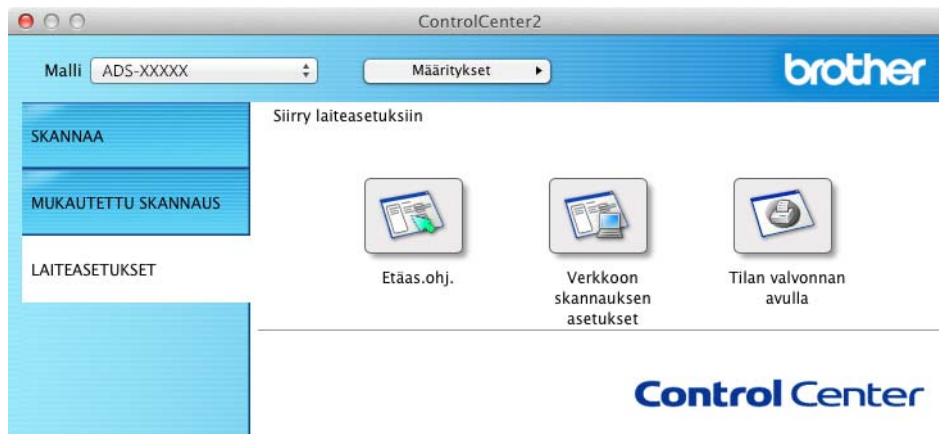 ControlCenter2
Malli ADS-XXXXX Määritykset brother
SKANNAA
MUKAUTETTU SKANNAUS
LAITEASETUKSET
Siirry laiteasetuksiin
Etäas.ohj.
Verkkoon
skannauksen
asetukset
Tilan valvonnan
avulla
Control Center